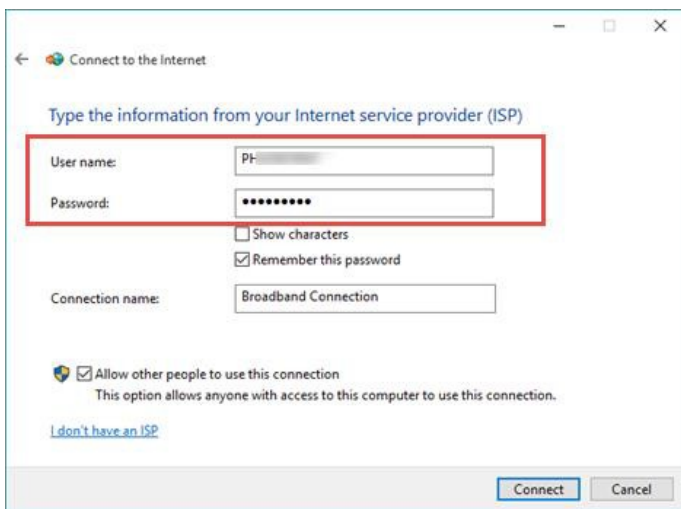 Connect to the Internet
Type the information from your Internet service provider (ISP)
User name: PH
Password: •••••••••
Show characters
Remember this password
Connection name: Broadband Connection
Allow other people to use this connection
This option allows anyone with access to this computer to use this connection.
I don't have an ISP
Connect Cancel